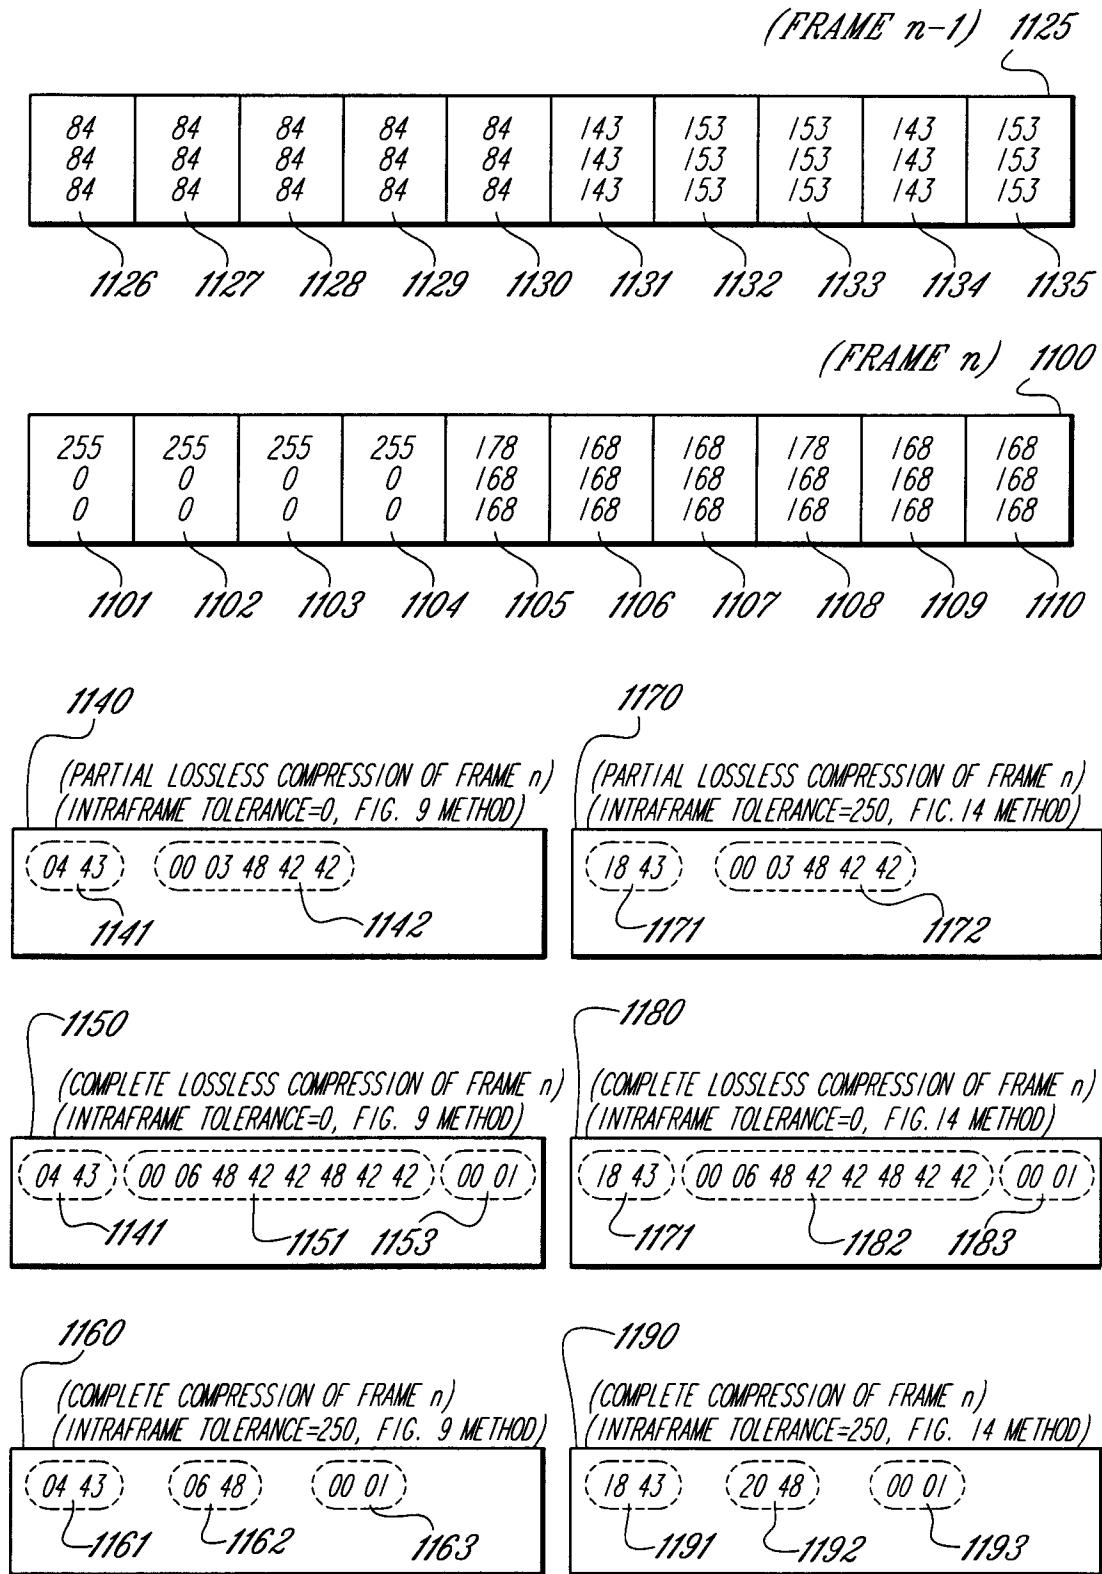 (FRAME n-1) 1125
84 84 84 84 84 143 153 153 143 153
84 84 84 84 84 143 153 153 143 153
84 84 84 84 84 143 153 153 143 153
1126 1127 1128 1129 1130 1131 1132 1133 1134 1135
(FRAME n) 1100
255 255 255 255 178 168 168 178 168 168
0 0 0 0 168 168 168 168 168 168
0 0 0 0 168 168 168 168 168 168
1101 1102 1103 1104 1105 1106 1107 1108 1109 1110
1140
(PARTIAL LOSSLESS COMPRESSION OF FRAME n)
(INTRAFRAME TOLERANCE=0, FIG. 9 METHOD)
04 43 00 03 48 42 42
1141 1142
1170
(PARTIAL LOSSLESS COMPRESSION OF FRAME n)
(INTRAFRAME TOLERANCE=250, FIG. 14 METHOD)
18 43 00 03 48 42 42
1171 1172
1150
(COMPLETE LOSSLESS COMPRESSION OF FRAME n)
(INTRAFRAME TOLERANCE=0, FIG. 9 METHOD)
04 43 00 06 48 42 42 48 42 42 00 01
1141 1151 1153
1180
(COMPLETE LOSSLESS COMPRESSION OF FRAME n)
(INTRAFRAME TOLERANCE=0, FIG. 14 METHOD)
18 43 00 06 48 42 42 48 42 42 00 01
1171 1182 1183
1160
(COMPLETE COMPRESSION OF FRAME n)
(INTRAFRAME TOLERANCE=250, FIG. 9 METHOD)
04 43 06 48 00 01
1161 1162 1163
1190
(COMPLETE COMPRESSION OF FRAME n)
(INTRAFRAME TOLERANCE=250, FIG. 14 METHOD)
18 43 20 48 00 01
1191 1192 1193